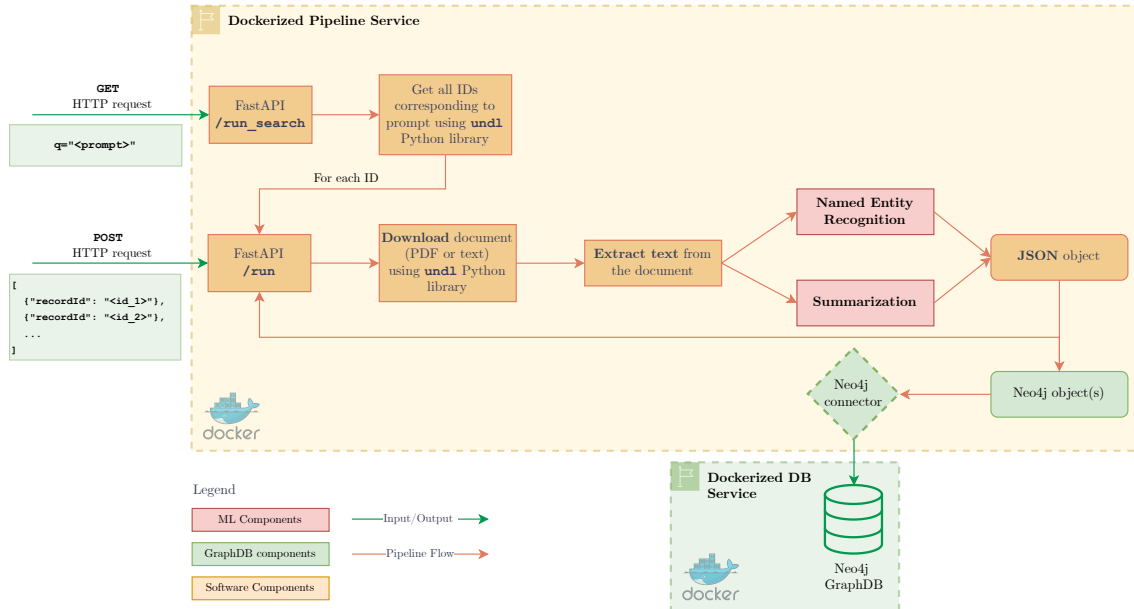 Dockerized Pipeline Service
GET
HTTP request
q="<prompt>"
FastAPI
/run_search
Get all IDs
corresponding to
prompt using undl
Python library
For each ID
POST
HTTP request
[
{"recordId": "<id_1>"},
{"recordId": "<id_2>"},
...
]
FastAPI
/run
Download document
(PDF or text)
using undl Python
library
Extract text from
the document
Named Entity
Recognition
Summarization
JSON object
Neo4j object(s)
Neo4j
connector
docker
Dockerized DB
Service
Neo4j
GraphDB
docker
Legend
ML Components
GraphDB components
Software Components
Input/Output
Pipeline Flow